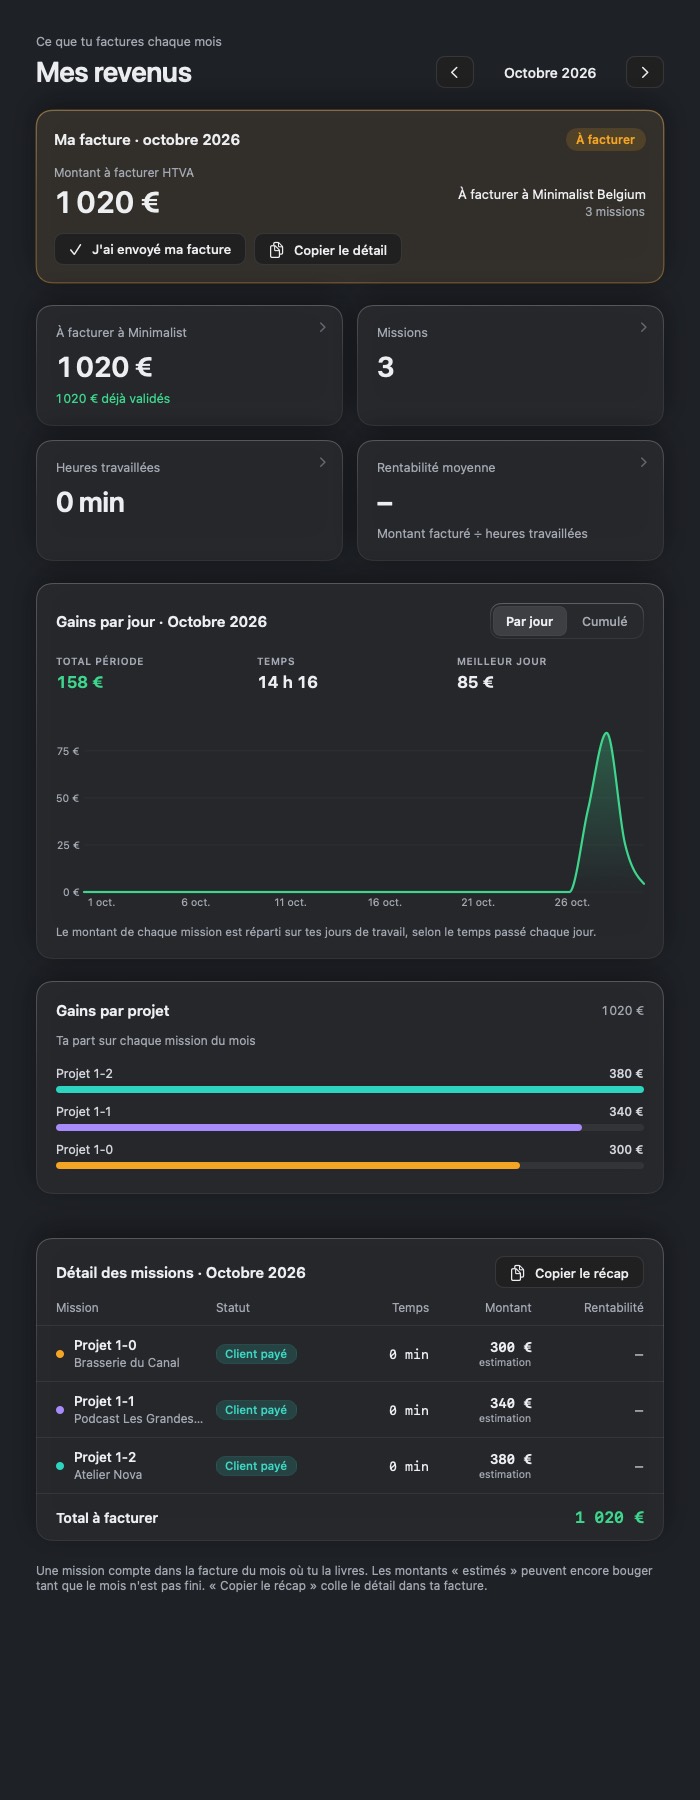 Ce que tu factures chaque mois
Mes revenus
Octobre 2026
Ma facture · octobre 2026
À facturer
Montant à facturer HTVA
1 020 €
À facturer à Minimalist Belgium
3 missions
J'ai envoyé ma facture
Copier le détail
À facturer à Minimalist
1 020 €
1 020 € déjà validés
Missions
3
Heures travaillées
0 min
Rentabilité moyenne
–
Montant facturé ÷ heures travaillées
Gains par jour · Octobre 2026
Par jour
Cumulé
TOTAL PÉRIODE
158 €
TEMPS
14 h 16
MEILLEUR JOUR
85 €
75 €
50 €
25 €
0 €
1 oct.
6 oct.
11 oct.
16 oct.
21 oct.
26 oct.
Le montant de chaque mission est réparti sur tes jours de travail, selon le temps passé chaque jour.
Gains par projet
1 020 €
Ta part sur chaque mission du mois
Projet 1-2
380 €
Projet 1-1
340 €
Projet 1-0
300 €
Détail des missions · Octobre 2026
Copier le récap
Mission
Statut
Temps
Montant
Rentabilité
Projet 1-0
Brasserie du Canal
Client payé
0 min
300 €
estimation
–
Projet 1-1
Podcast Les Grandes...
Client payé
0 min
340 €
estimation
–
Projet 1-2
Atelier Nova
Client payé
0 min
380 €
estimation
–
Total à facturer
1 020 €
Une mission compte dans la facture du mois où tu la livres. Les montants « estimés » peuvent encore bouger
tant que le mois n'est pas fini. « Copier le récap » colle le détail dans ta facture.